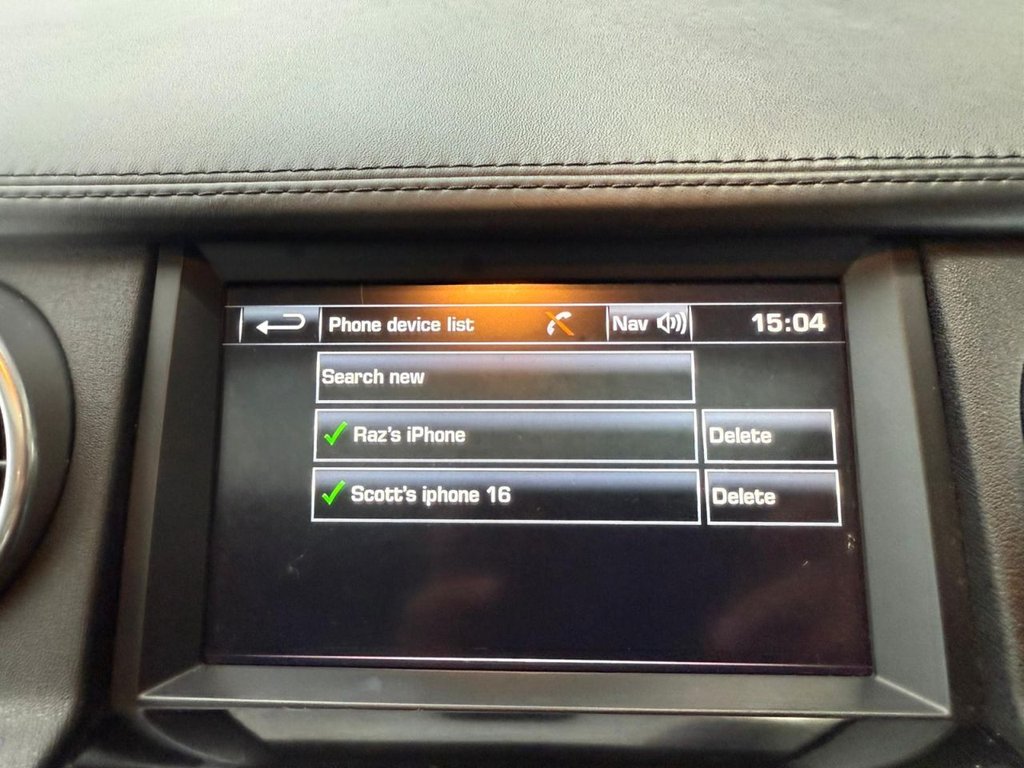 Phone device list Nav 15:04
Search new
Raz's iPhone Delete
Scott's iphone 16 Delete